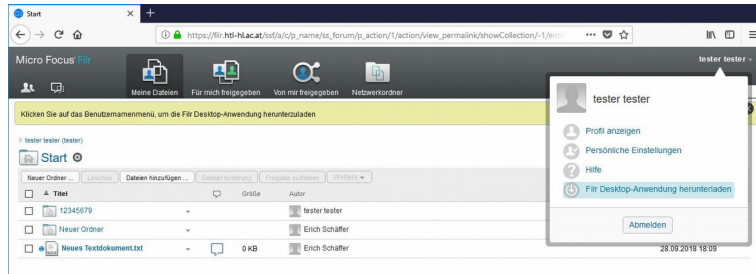 Start
https://filr.htl-hl.ac.at/ssf/a/c/p_name/ss_forum/p_action/1/action/view_permalink/showCollection/-1/
Micro Focus Filr
tester tester
Meine Dateien
Für mich freigegeben
Von mir freigegeben
Netzwerkordner
Klicken Sie auf das Benutzernamenmenü, um die Filr Desktop-Anwendung herunterzuladen
tester tester
Profil anzeigen
Persönliche Einstellungen
Hilfe
Filr Desktop-Anwendung herunterladen
Abmelden
tester tester (tester)
Start
Neuer Ordner ... Löschen Dateien hinzufügen ... Dateianforderung Freigabe aufheben Weitere
Titel Größe Autor
12345679 tester tester
Neuer Ordner Erich Schäffer
Neues Textdokument.txt 0 KB Erich Schäffer 28.09.2018 18:09